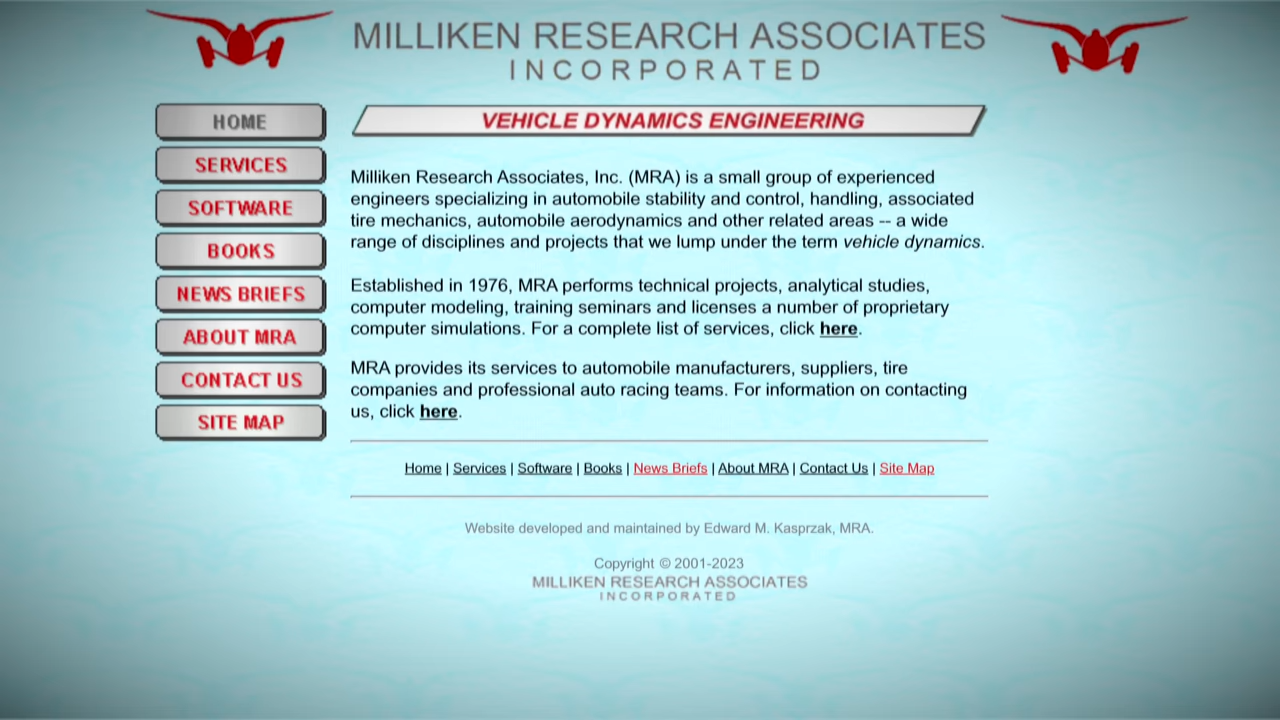 MILLIKEN RESEARCH ASSOCIATES
INCORPORATED
HOME
SERVICES
SOFTWARE
BOOKS
NEWS BRIEFS
ABOUT MRA
CONTACT US
SITE MAP
VEHICLE DYNAMICS ENGINEERING
Milliken Research Associates, Inc. (MRA) is a small group of experienced
engineers specializing in automobile stability and control, handling, associated
tire mechanics, automobile aerodynamics and other related areas -- a wide
range of disciplines and projects that we lump under the term vehicle dynamics.
Established in 1976, MRA performs technical projects, analytical studies,
computer modeling, training seminars and licenses a number of proprietary
computer simulations. For a complete list of services, click here.
MRA provides its services to automobile manufacturers, suppliers, tire
companies and professional auto racing teams. For information on contacting
us, click here.
Home | Services | Software | Books | News Briefs | About MRA | Contact Us | Site Map
Website developed and maintained by Edward M. Kasprzak, MRA.
Copyright © 2001-2023
MILLIKEN RESEARCH ASSOCIATES
INCORPORATED